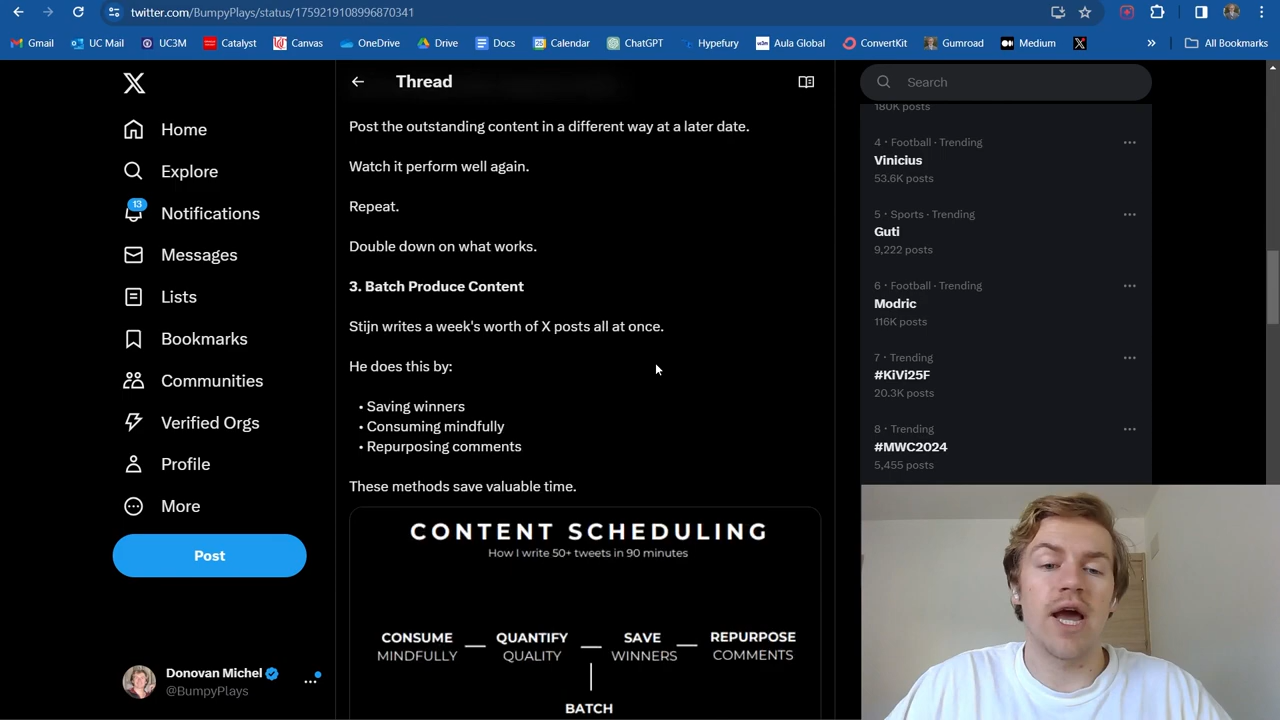 twitter.com/BumpyPlays/status/1759219108996870341
Gmail
UC Mail
UC3M
Catalyst
Canvas
OneDrive
Drive
Docs
Calendar
ChatGPT
Hypefury
Aula Global
ConvertKit
Gumroad
Medium
X
»
All Bookmarks
Home
Explore
13
Notifications
Messages
Lists
Bookmarks
Communities
Verified Orgs
Profile
More
Post
Donovan Michel
@BumpyPlays
Thread
Post the outstanding content in a different way at a later date.
Watch it perform well again.
Repeat.
Double down on what works.
3. Batch Produce Content
Stijn writes a week's worth of X posts all at once.
He does this by:
• Saving winners
• Consuming mindfully
• Repurposing comments
These methods save valuable time.
CONTENT SCHEDULING
How I write 50+ tweets in 90 minutes
CONSUME
MINDFULLY
QUANTIFY
QUALITY
SAVE
WINNERS
REPURPOSE
COMMENTS
BATCH
Search
180K posts
4 · Football · Trending
Vinicius
53.6K posts
5 · Sports · Trending
Guti
9,222 posts
6 · Football · Trending
Modric
116K posts
7 · Trending
#KiVi25F
20.3K posts
8 · Trending
#MWC2024
5,455 posts